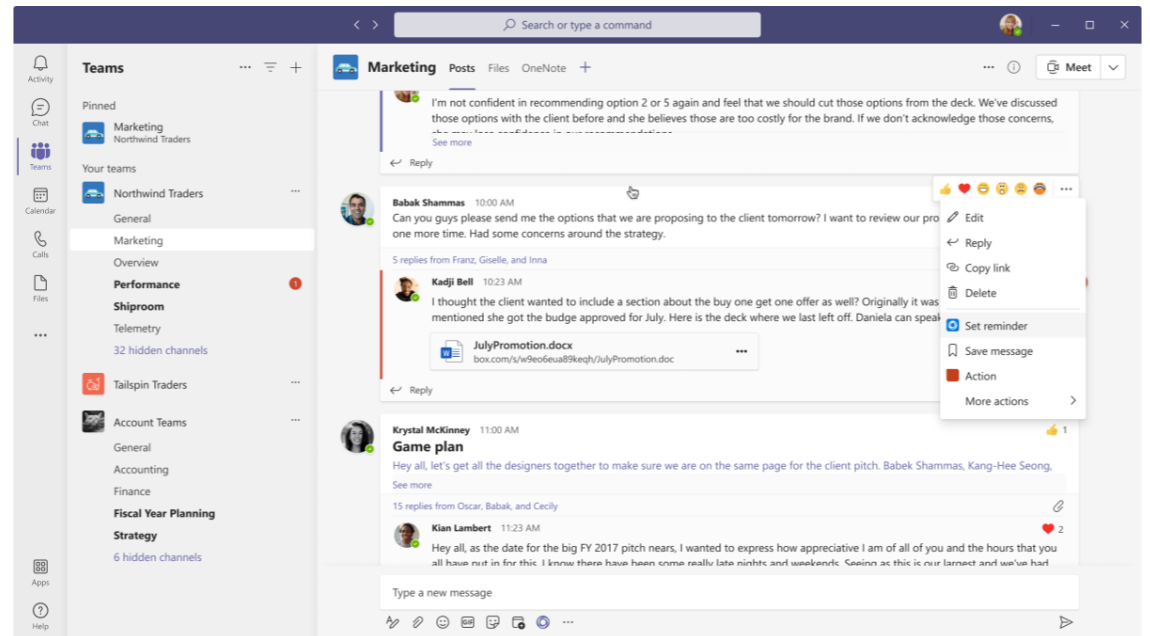 Search or type a command
Activity
Chat
Teams
Calendar
Calls
Files
Apps
Help
Teams
Pinned
Marketing
Northwind Traders
Your teams
Northwind Traders
General
Marketing
Overview
Performance
1
Shiproom
Telemetry
32 hidden channels
Tailspin Traders
Account Teams
General
Accounting
Finance
Fiscal Year Planning
Strategy
6 hidden channels
Marketing Posts Files OneNote
Meet
I'm not confident in recommending option 2 or 5 again and feel that we should cut those options from the deck. We've discussed
those options with the client before and she believes those are too costly for the brand. If we don't acknowledge those concerns,
she may lose confidence in our recommendations
See more
Reply
Babak Shammas 10:00 AM
Can you guys please send me the options that we are proposing to the client tomorrow? I want to review our pro
one more time. Had some concerns around the strategy.
5 replies from Franz, Giselle, and Inna
Kadji Bell 10:23 AM
I thought the client wanted to include a section about the buy one get one offer as well? Originally it was
mentioned she got the budge approved for July. Here is the deck where we last left off. Daniela can speak
W
JulyPromotion.docx
box.com/s/w9eo6eua89keqh/JulyPromotion.doc
Reply
Edit
Reply
Copy link
Delete
Set reminder
Save message
Action
More actions
Krystal McKinney 11:00 AM
1
Game plan
Hey all, let's get all the designers together to make sure we are on the same page for the client pitch. Babek Shammas, Kang-Hee Seong,
See more
15 replies from Oscar, Babak, and Cecily
Kian Lambert 11:23 AM
2
Hey all, as the date for the big FY 2017 pitch nears, I wanted to express how appreciative I am of all of you and the hours that you
all have put in for this. I know there have been some really late nights and weekends. Seeing as this is our largest and we've had
Type a new message
GIF